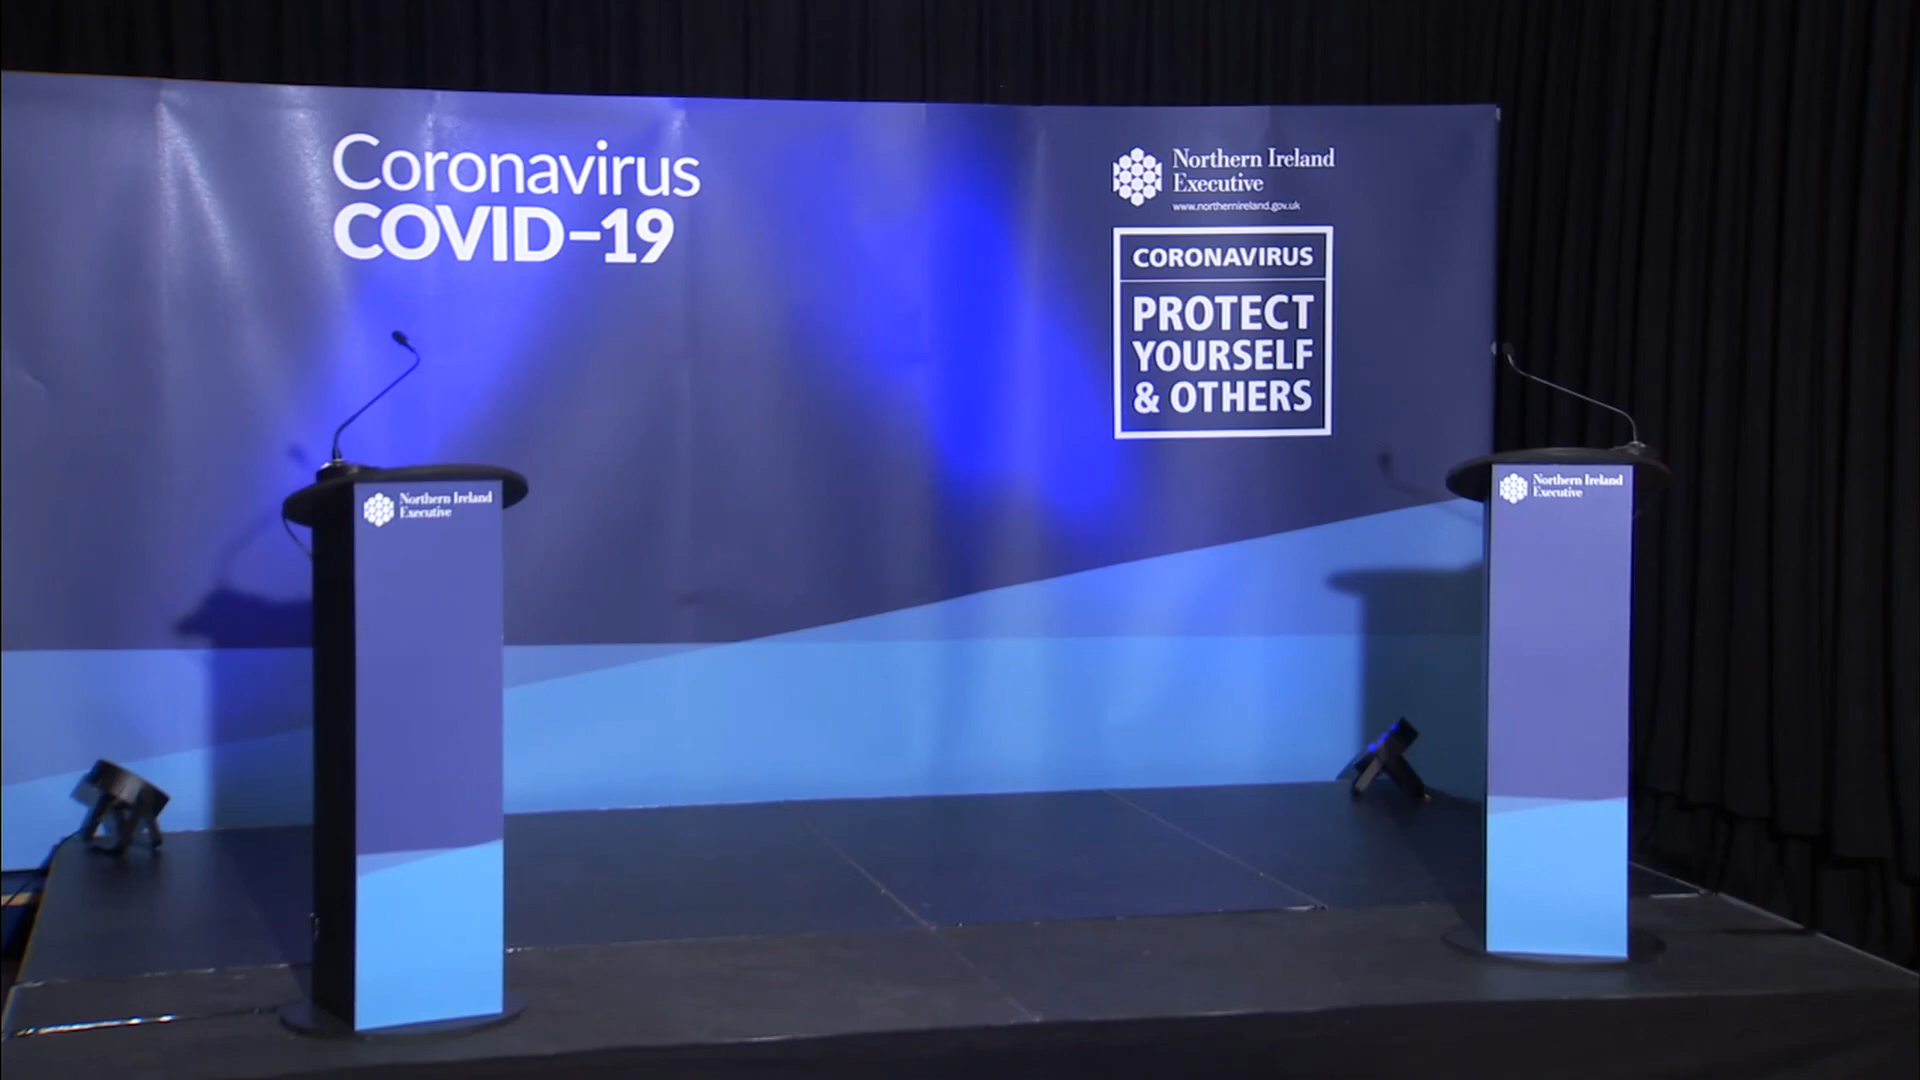 Coronavirus
COVID-19
Northern Ireland
Executive
www.northernireland.gov.uk
CORONAVIRUS
PROTECT
YOURSELF
& OTHERS
Northern Ireland
Executive
Northern Ireland
Executive